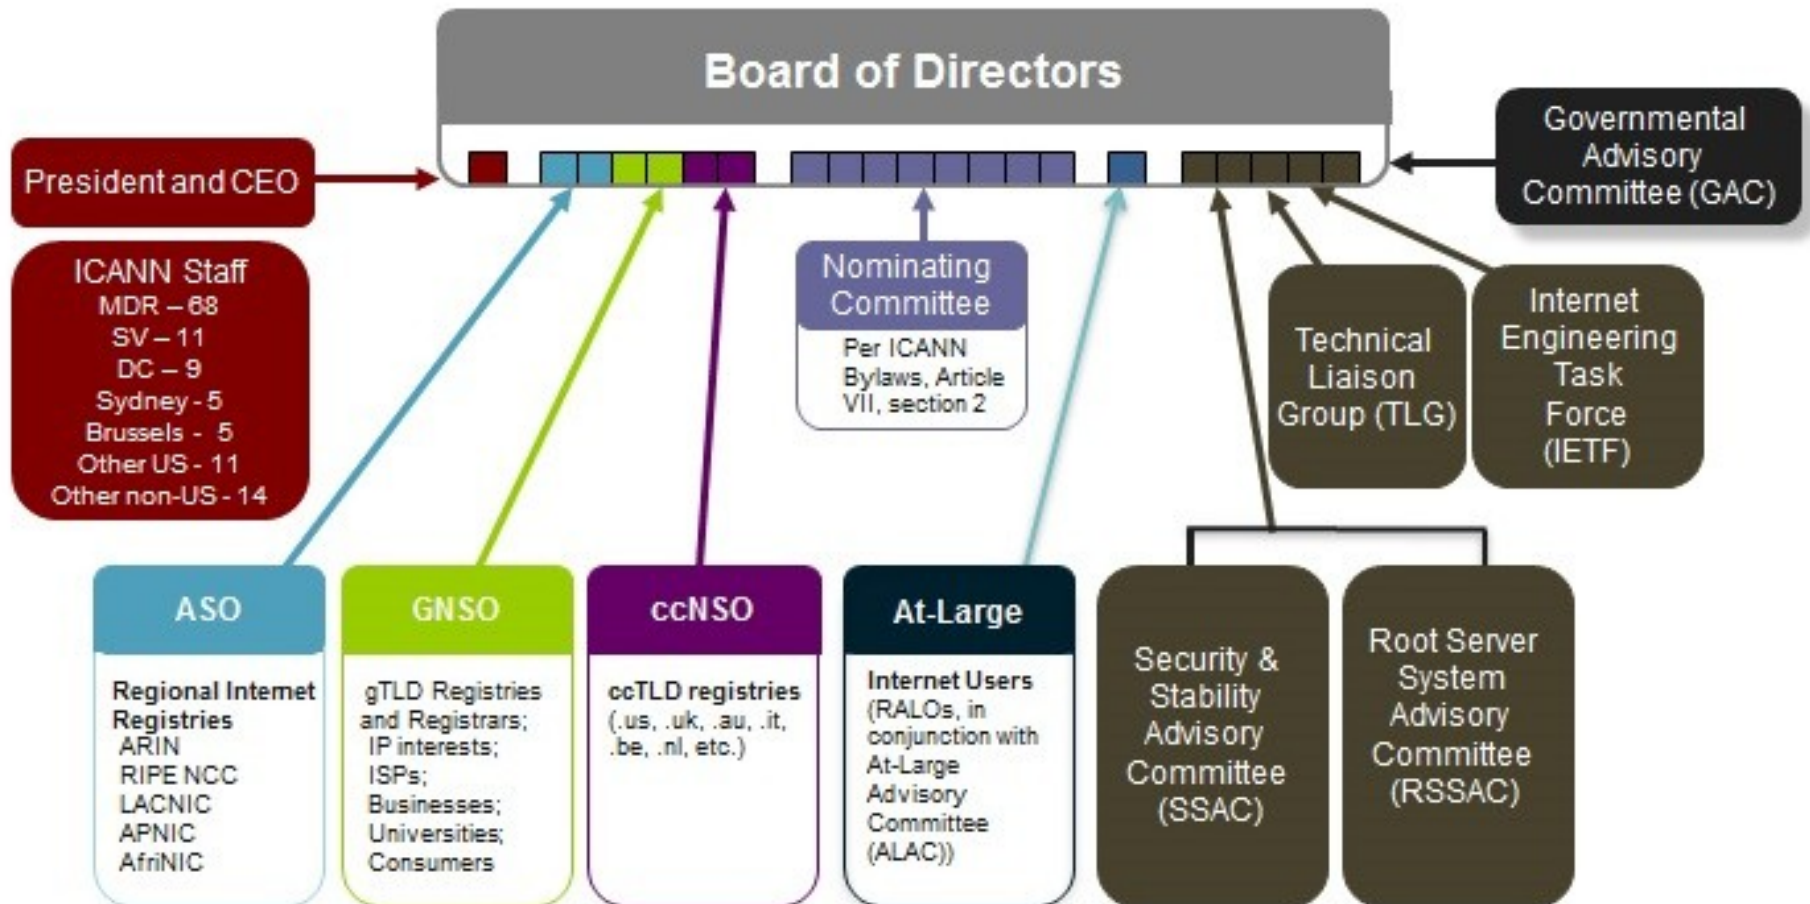 Board of Directors
President and CEO
ICANN Staff
MDR – 68
SV – 11
DC – 9
Sydney - 5
Brussels - 5
Other US - 11
Other non-US - 14
Nominating
Committee
Per ICANN
Bylaws, Article
VII, section 2
Governmental
Advisory
Committee (GAC)
Technical
Liaison
Group (TLG)
Internet
Engineering
Task
Force
(IETF)
ASO
Regional Internet
Registries
ARIN
RIPE NCC
LACNIC
APNIC
AfriNIC
GNSO
gTLD Registries
and Registrars;
IP interests;
ISPs;
Businesses;
Universities;
Consumers
ccNSO
ccTLD registries
(.us, .uk, .au, .it,
.be, .nl, etc.)
At-Large
Internet Users
(RALOs, in
conjunction with
At-Large
Advisory
Committee
(ALAC))
Security &
Stability
Advisory
Committee
(SSAC)
Root Server
System
Advisory
Committee
(RSSAC)